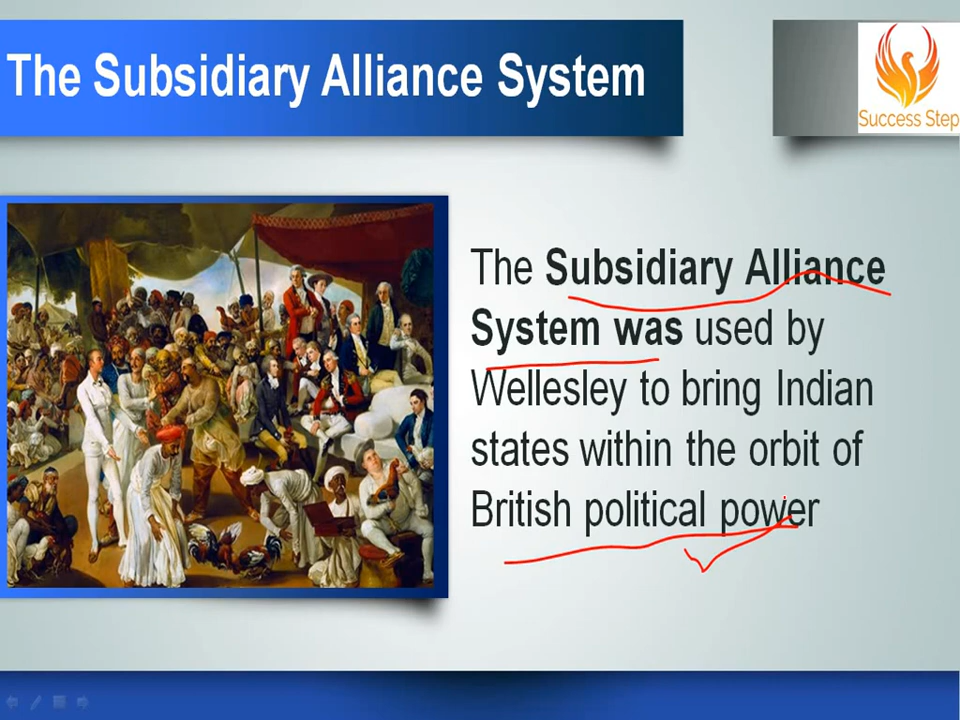 The Subsidiary Alliance System
Success Step
The Subsidiary Alliance
System was used by
Wellesley to bring Indian
states within the orbit of
British political power